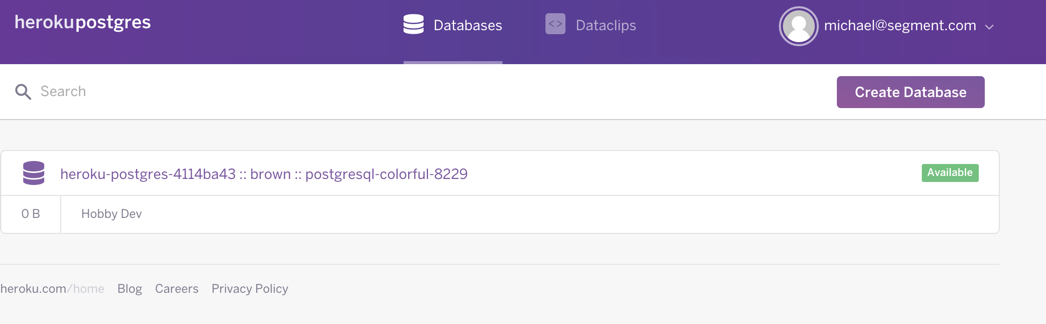 herokupostgres
Databases
<> Dataclips
michael@segment.com
Search
Create Database
heroku-postgres-4114ba43 :: brown :: postgresql-colorful-8229
Available
0 B
Hobby Dev
heroku.com/home Blog Careers Privacy Policy